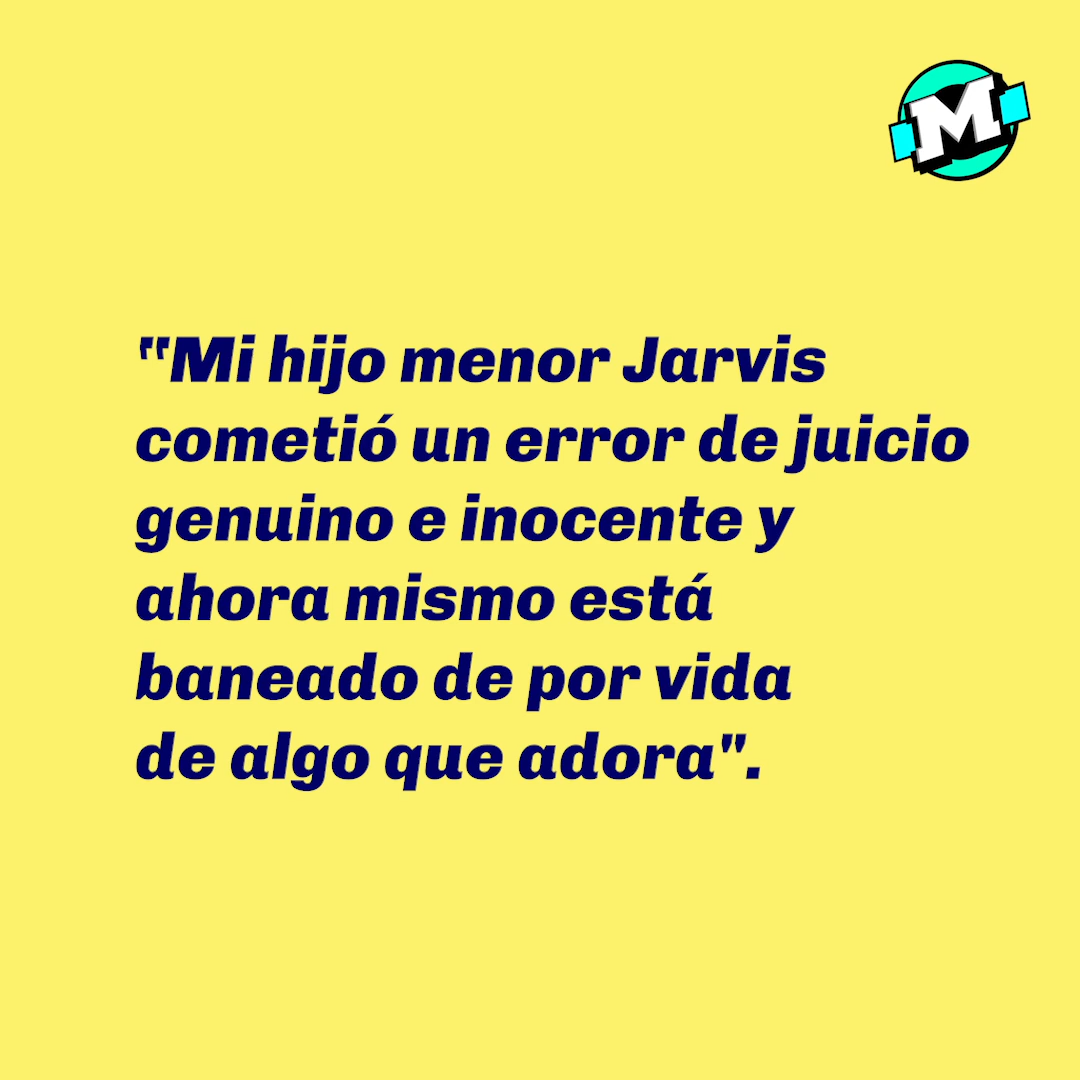 M
"Mi hijo menor Jarvis
cometió un error de juicio
genuino e inocente y
ahora mismo está
baneado de por vida
de algo que adora".